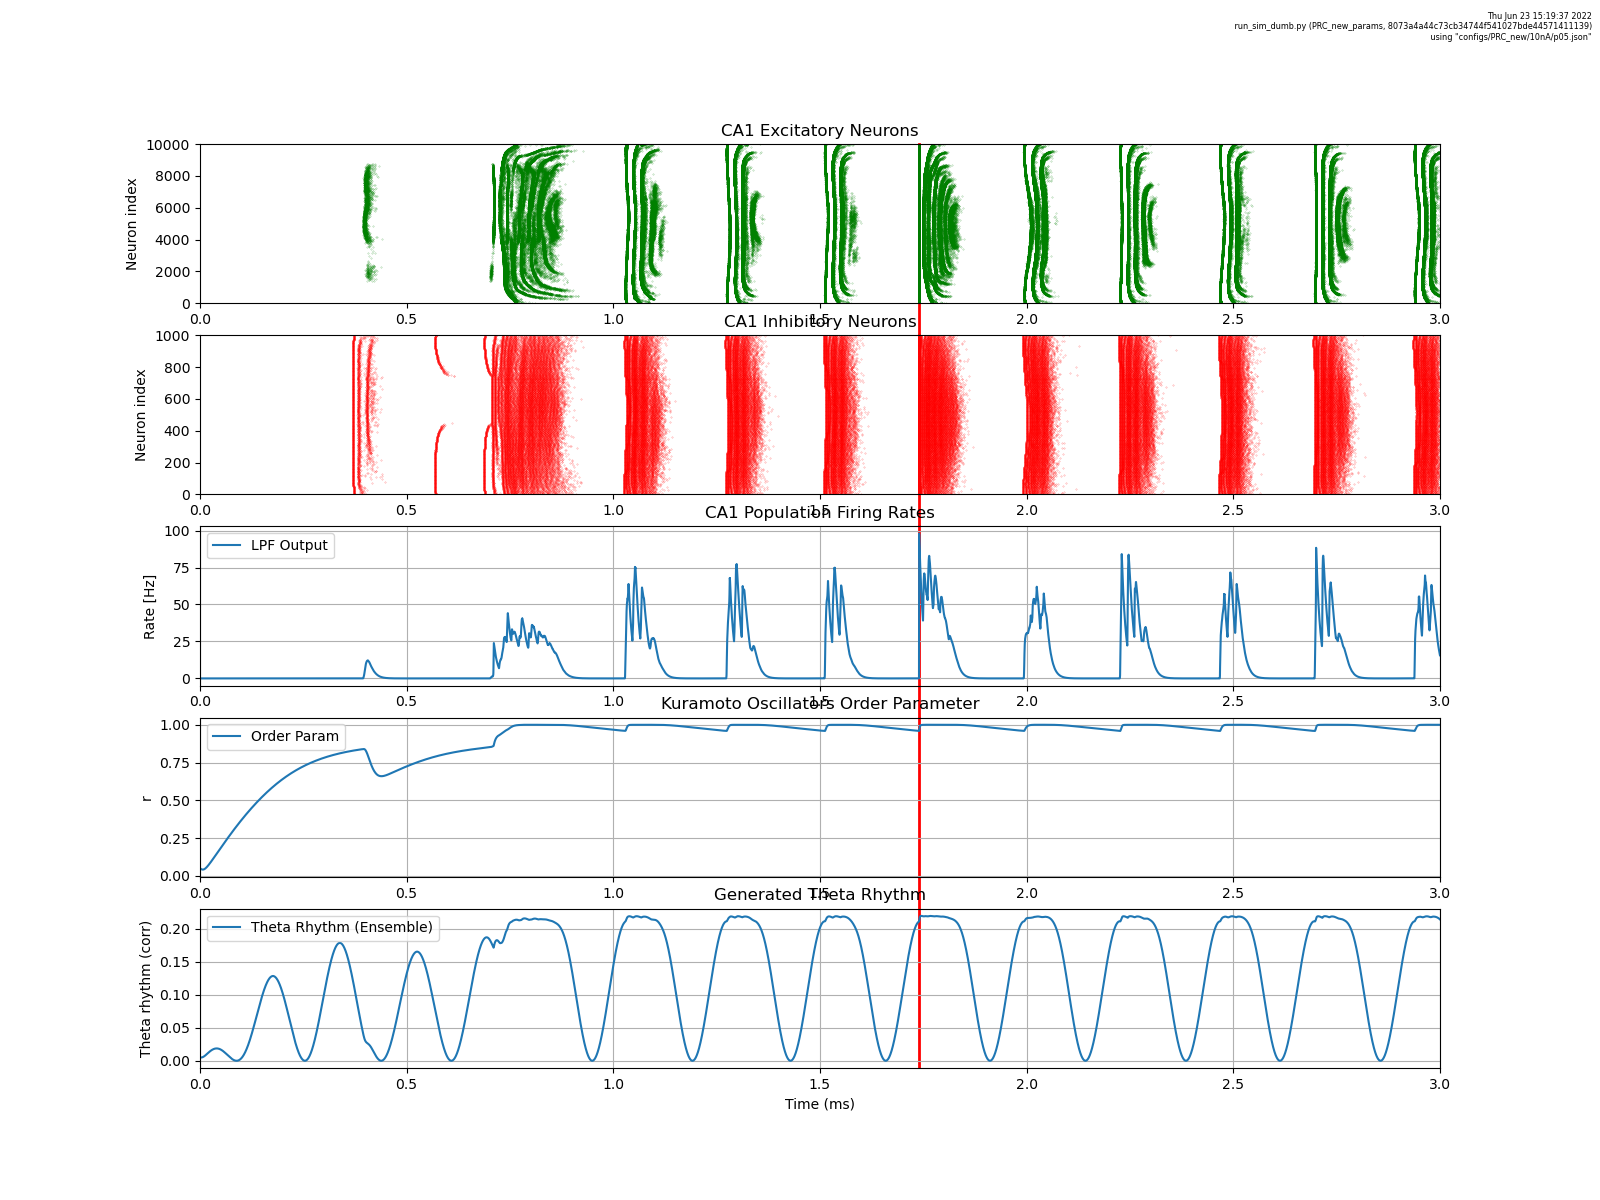 Thu Jun 23 15:19:37 2022
run_sim_dumb.py (PRC_new_params, 8073a4a44c73cb34744f541027bde44571411139)
using "configs/PRC_new/10nA/p05.json"
CA1 Excitatory Neurons
Neuron index
10000
8000
6000
4000
2000
0
0.0 0.5 1.0 1.5 2.0 2.5 3.0
CA1 Inhibitory Neurons
Neuron index
1000
800
600
400
200
0
0.0 0.5 1.0 1.5 2.0 2.5 3.0
CA1 Population Firing Rates
Rate [Hz]
100
75
50
25
0
LPF Output
0.0 0.5 1.0 1.5 2.0 2.5 3.0
Kuramoto Oscillators Order Parameter
r
1.00
0.75
0.50
0.25
0.00
Order Param
0.0 0.5 1.0 1.5 2.0 2.5 3.0
Generated Theta Rhythm
Theta rhythm (corr)
0.20
0.15
0.10
0.05
0.00
Theta Rhythm (Ensemble)
0.0 0.5 1.0 1.5 2.0 2.5 3.0
Time (ms)